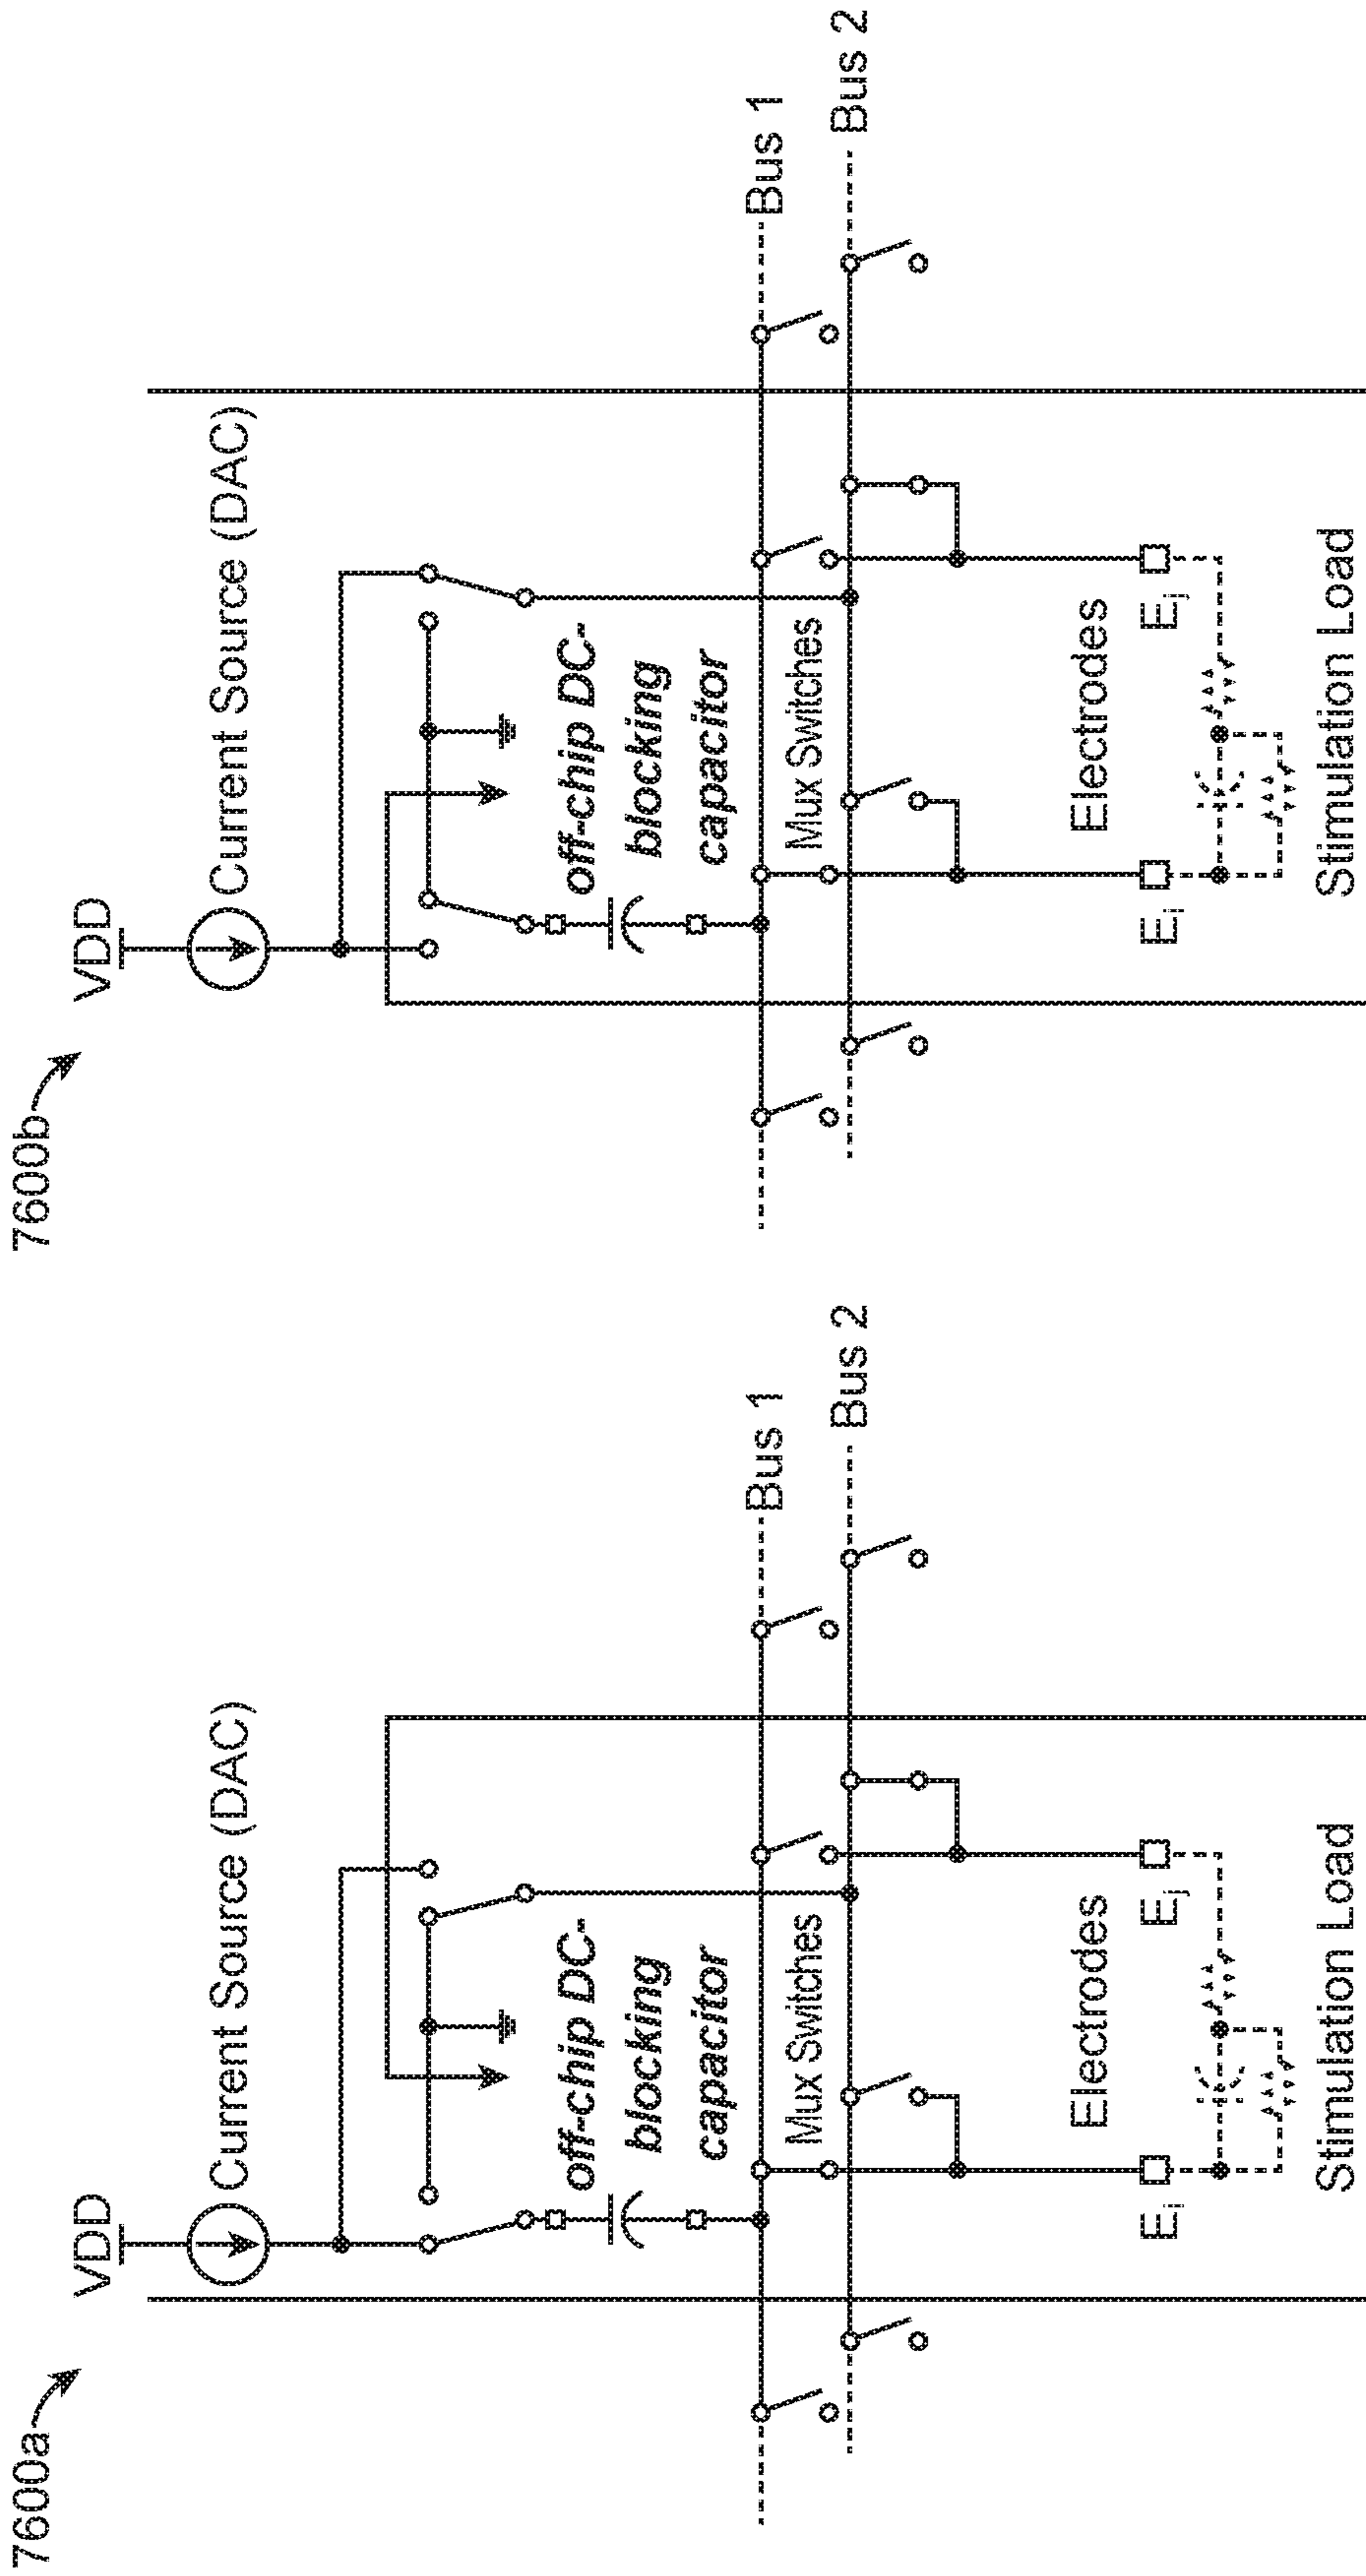 7600a
VDD
Current Source (DAC)
off-chip DC-
blocking
capacitor
Bus 1
Mux Switches
Bus 2
Electrodes
Ei
Ej
Stimulation Load
7600b
VDD
Current Source (DAC)
off-chip DC-
blocking
capacitor
Bus 1
Mux Switches
Bus 2
Electrodes
Ei
Ej
Stimulation Load